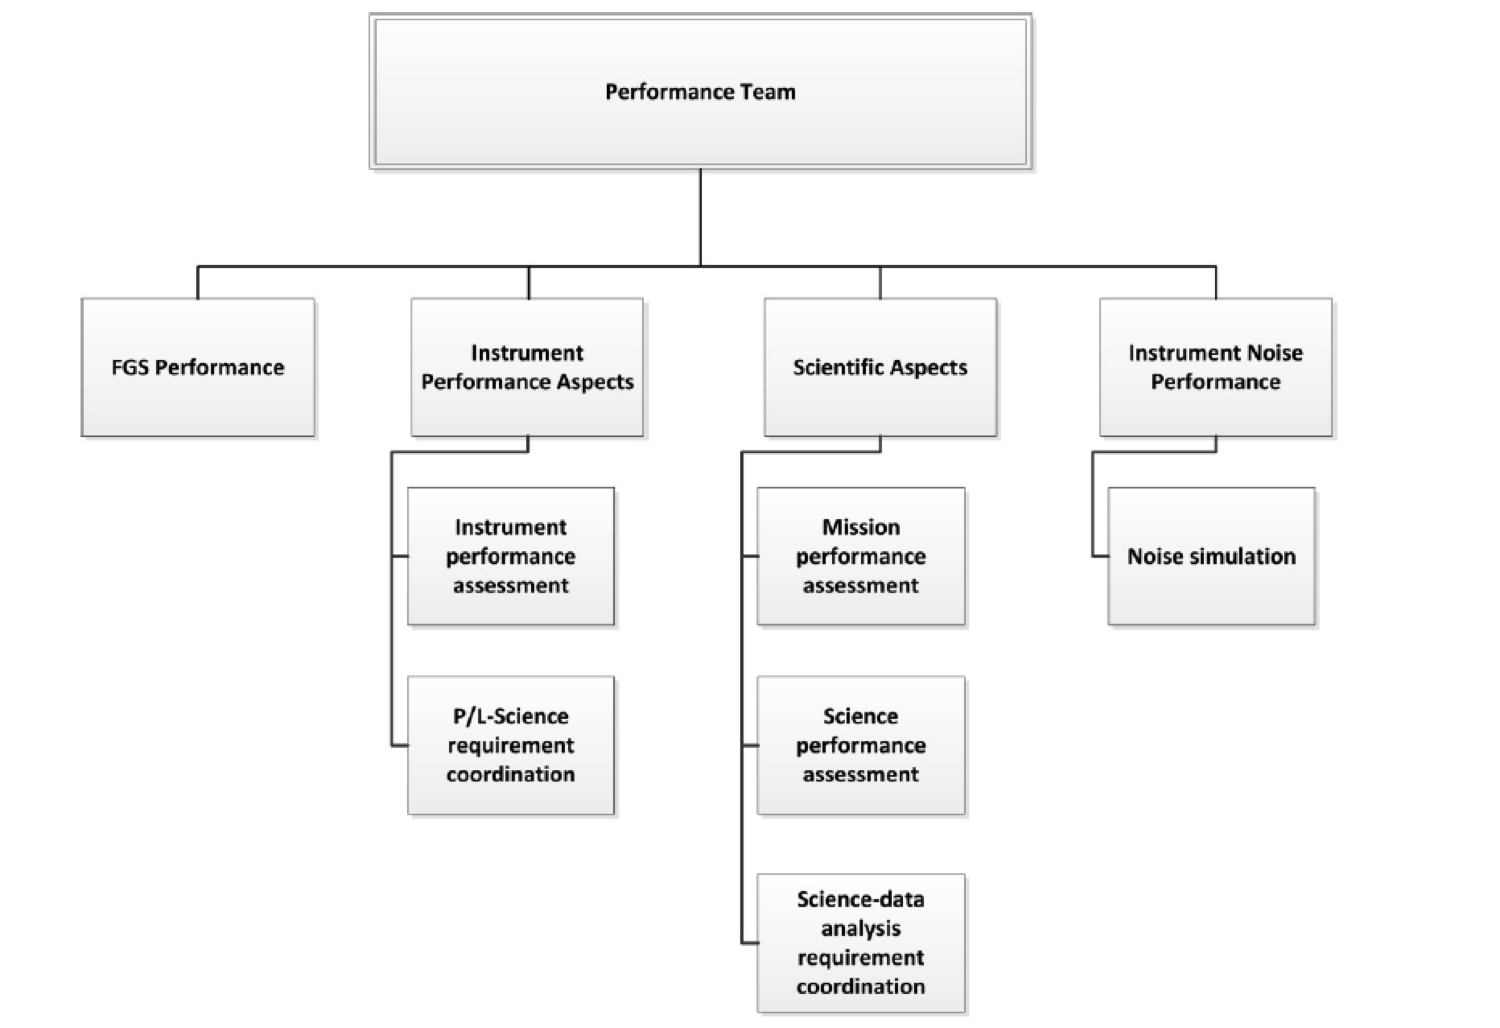 Performance Team
FGS Performance
Instrument
Performance Aspects
Scientific Aspects
Instrument Noise
Performance
Instrument
performance
assessment
Mission
performance
assessment
Noise simulation
P/L-Science
requirement
coordination
Science
performance
assessment
Science-data
analysis
requirement
coordination